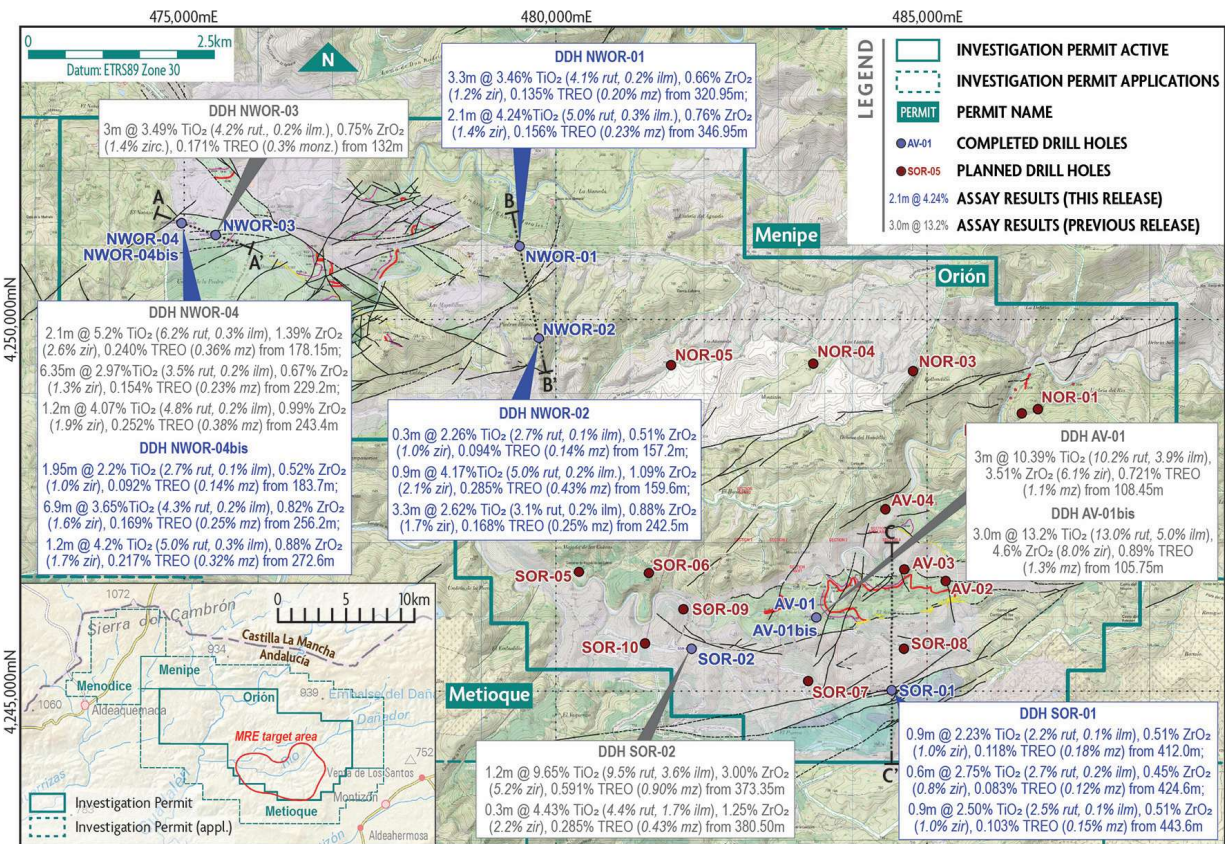 475,000mE
480,000mE
485,000mE
4,250,000mN
4,245,000mN
0 2.5km
Datum: ETRS89 Zone 30
N
LEGEND
INVESTIGATION PERMIT ACTIVE
INVESTIGATION PERMIT APPLICATIONS
PERMIT PERMIT NAME
AV-01 COMPLETED DRILL HOLES
SOR-05 PLANNED DRILL HOLES
2.1m @ 4.24% ASSAY RESULTS (THIS RELEASE)
3.0m @ 13.2% ASSAY RESULTS (PREVIOUS RELEASE)
DDH NWOR-01
3.3m @ 3.46% TiO₂ (4.1% rut, 0.2% ilm), 0.66% ZrO₂
(1.2% zir), 0.135% TREO (0.20% mz) from 320.95m;
2.1m @ 4.24%TiO₂ (5.0% rut, 0.3% ilm.), 0.76% ZrO₂
(1.4% zir), 0.156% TREO (0.23% mz) from 346.95m
DDH NWOR-03
3m @ 3.49% TiO₂ (4.2% rut., 0.2% ilm.), 0.75% ZrO₂
(1.4% zirc.), 0.171% TREO (0.3% monz.) from 132m
A
NWOR-04
NWOR-04bis
NWOR-03
A'
B
NWOR-01
NWOR-02
B'
Menipe
Orión
NOR-05
NOR-04
NOR-03
NOR-01
DDH NWOR-04
2.1m @ 5.2% TiO₂ (6.2% rut, 0.3% ilm), 1.39% ZrO₂
(2.6% zir), 0.240% TREO (0.36% mz) from 178.15m;
6.35m @ 2.97%TiO₂ (3.5% rut, 0.2% ilm), 0.67% ZrO₂
(1.3% zir), 0.154% TREO (0.23% mz) from 229.2m;
1.2m @ 4.07% TiO₂ (4.8% rut, 0.2% ilm), 0.99% ZrO₂
(1.9% zir), 0.252% TREO (0.38% mz) from 243.4m
DDH NWOR-04bis
1.95m @ 2.2% TiO₂ (2.7% rut, 0.1% ilm), 0.52% ZrO₂
(1.0% zir), 0.092% TREO (0.14% mz) from 183.7m;
6.9m @ 3.65%TiO₂ (4.3% rut, 0.2% ilm), 0.82% ZrO₂
(1.6% zir), 0.169% TREO (0.25% mz) from 256.2m;
1.2m @ 4.2% TiO₂ (5.0% rut, 0.3% ilm), 0.88% ZrO₂
(1.7% zir), 0.217% TREO (0.32% mz) from 272.6m
DDH NWOR-02
0.3m @ 2.26% TiO₂ (2.7% rut, 0.1% ilm), 0.51% ZrO₂
(1.0% zir), 0.094% TREO (0.14% mz) from 157.2m;
0.9m @ 4.17%TiO₂ (5.0% rut, 0.2% ilm.), 1.09% ZrO₂
(2.1% zir), 0.285% TREO (0.43% mz) from 159.6m;
3.3m @ 2.62% TiO₂ (3.1% rut, 0.2% ilm), 0.88% ZrO₂
(1.7% zir), 0.168% TREO (0.25% mz) from 242.5m
DDH AV-01
3m @ 10.39% TiO₂ (10.2% rut, 3.9% ilm),
3.51% ZrO₂ (6.1% zir), 0.721% TREO
(1.1% mz) from 108.45m
DDH AV-01bis
3.0m @ 13.2% TiO₂ (13.0% rut, 5.0% ilm),
4.6% ZrO₂ (8.0% zir), 0.89% TREO
(1.3% mz) from 105.75m
AV-04
C
AV-03
AV-02
AV-01
AV-01bis
SOR-05
SOR-06
SOR-09
SOR-10
SOR-02
SOR-08
SOR-07
SOR-01
C'
Metioque
DDH SOR-02
1.2m @ 9.65% TiO₂ (9.5% rut, 3.6% ilm), 3.00% ZrO₂
(5.2% zir), 0.591% TREO (0.90% mz) from 373.35m
0.3m @ 4.43% TiO₂ (4.4% rut, 1.7% ilm), 1.25% ZrO₂
(2.2% zir), 0.285% TREO (0.43% mz) from 380.50m
DDH SOR-01
0.9m @ 2.23% TiO₂ (2.2% rut, 0.1% ilm), 0.51% ZrO₂
(1.0% zir), 0.118% TREO (0.18% mz) from 412.0m;
0.6m @ 2.75% TiO₂ (2.7% rut, 0.2% ilm), 0.45% ZrO₂
(0.8% zir), 0.083% TREO (0.12% mz) from 424.6m;
0.9m @ 2.50% TiO₂ (2.5% rut, 0.1% ilm), 0.51% ZrO₂
(1.0% zir), 0.103% TREO (0.15% mz) from 443.6m
0 5 10km
1072
Sierra del Cambrón
Castilla La Mancha
Andalucía
934
Menipe
Menodice
Orión
939
Embalse del
Dañador
1060
Aldeaquemada
MRE target area
Río
752
Venta de Los Santos
Montizón
Metioque
Aldeahermosa
Investigation Permit
Investigation Permit (appl.)